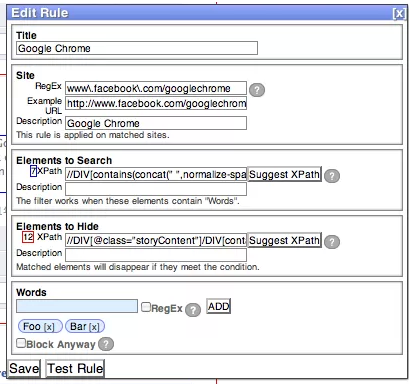 Edit Rule [x]
Title
Google Chrome
Site
RegEx www\.facebook\.com/googlechrome ?
Example URL http://www.facebook.com/googlechrom
Description Google Chrome
This rule is applied on matched sites.
Elements to Search
7 XPath //DIV[contains(concat(" ",normalize-spa Suggest XPath ?
Description
The filter works when these elements contain "Words".
Elements to Hide
12 XPath //DIV[@class="storyContent"]/DIV[cont Suggest XPath ?
Description
Matched elements will disappear if they meet the condition.
Words
RegEx ? ADD
Foo [x] Bar [x]
Block Anyway ?
Save Test Rule